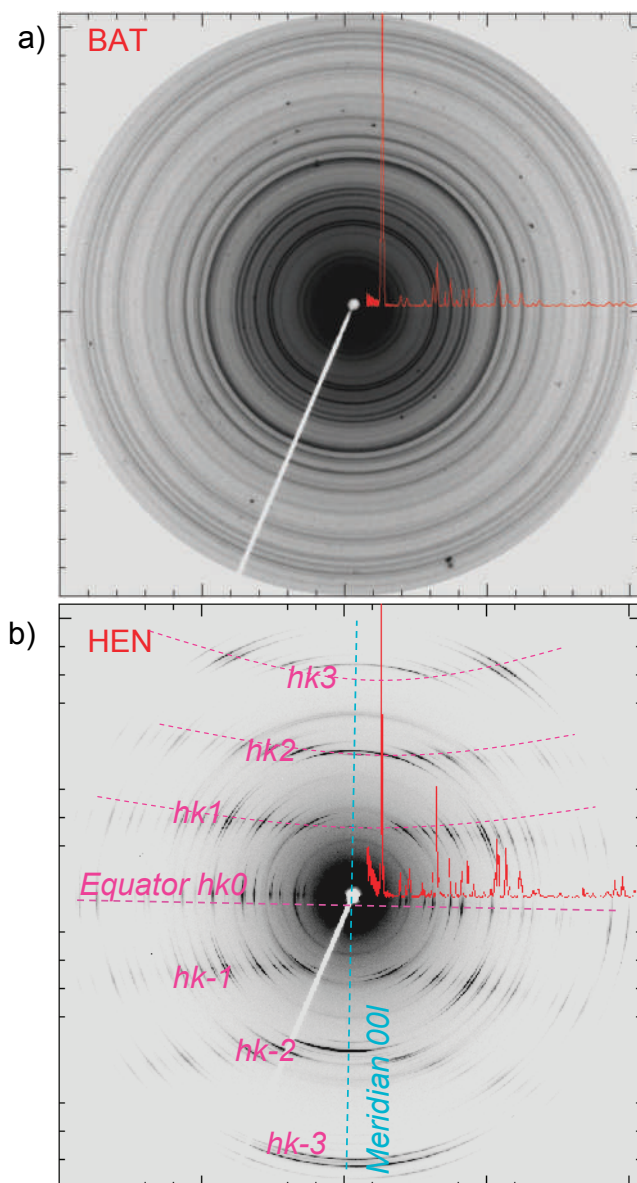 a)
BAT
b)
HEN
hk3
hk2
hk1
Equator hk0
hk-1
hk-2
hk-3
Meridian 00l